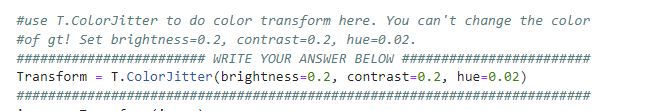 #use T.ColorJitter to do color transform here. You can't change the color
#of gt! Set brightness=0.2, contrast=0.2, hue=0.02.
######################## WRITE YOUR ANSWER BELOW ########################
Transform = T.ColorJitter(brightness=0.2, contrast=0.2, hue=0.02)
#########################################################################